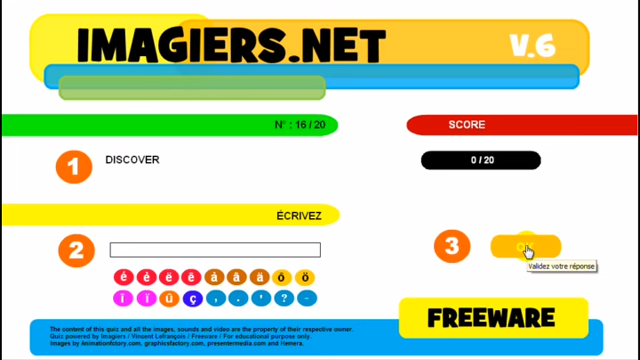 IMAGIERS.NET
V.6
N° : 16 / 20
SCORE
1
DISCOVER
0 / 20
ÉCRIVEZ
2
3
Validez votre réponse
é è ë ê à â ä ô ö
ï î ü ç , . ' ? -
FREEWARE
The content of this quiz and all the images, sounds and video are the property of their respective owner.
Quiz powered by Imagiers / Vincent Lefrançois / Freeware / For educational purpose only.
Images by Animationfctory.com, graphicsfactory.com, presentermedia.com and Hemera.